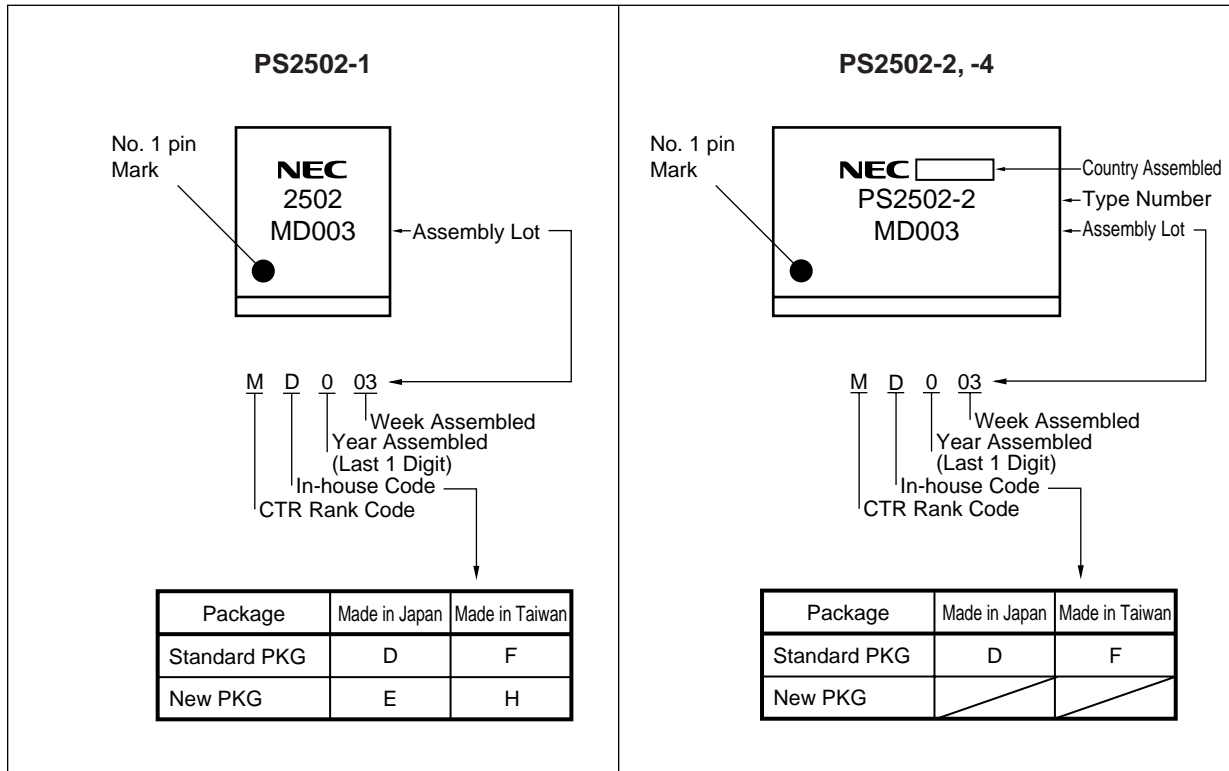 PS2502-1
No. 1 pin
Mark
NEC
2502
MD003
Assembly Lot
M D 0 03
Week Assembled
Year Assembled
(Last 1 Digit)
In-house Code
CTR Rank Code
Package Made in Japan Made in Taiwan
Standard PKG D F
New PKG E H
PS2502-2, -4
No. 1 pin
Mark
NEC
Country Assembled
PS2502-2
Type Number
MD003
Assembly Lot
M D 0 03
Week Assembled
Year Assembled
(Last 1 Digit)
In-house Code
CTR Rank Code
Package Made in Japan Made in Taiwan
Standard PKG D F
New PKG